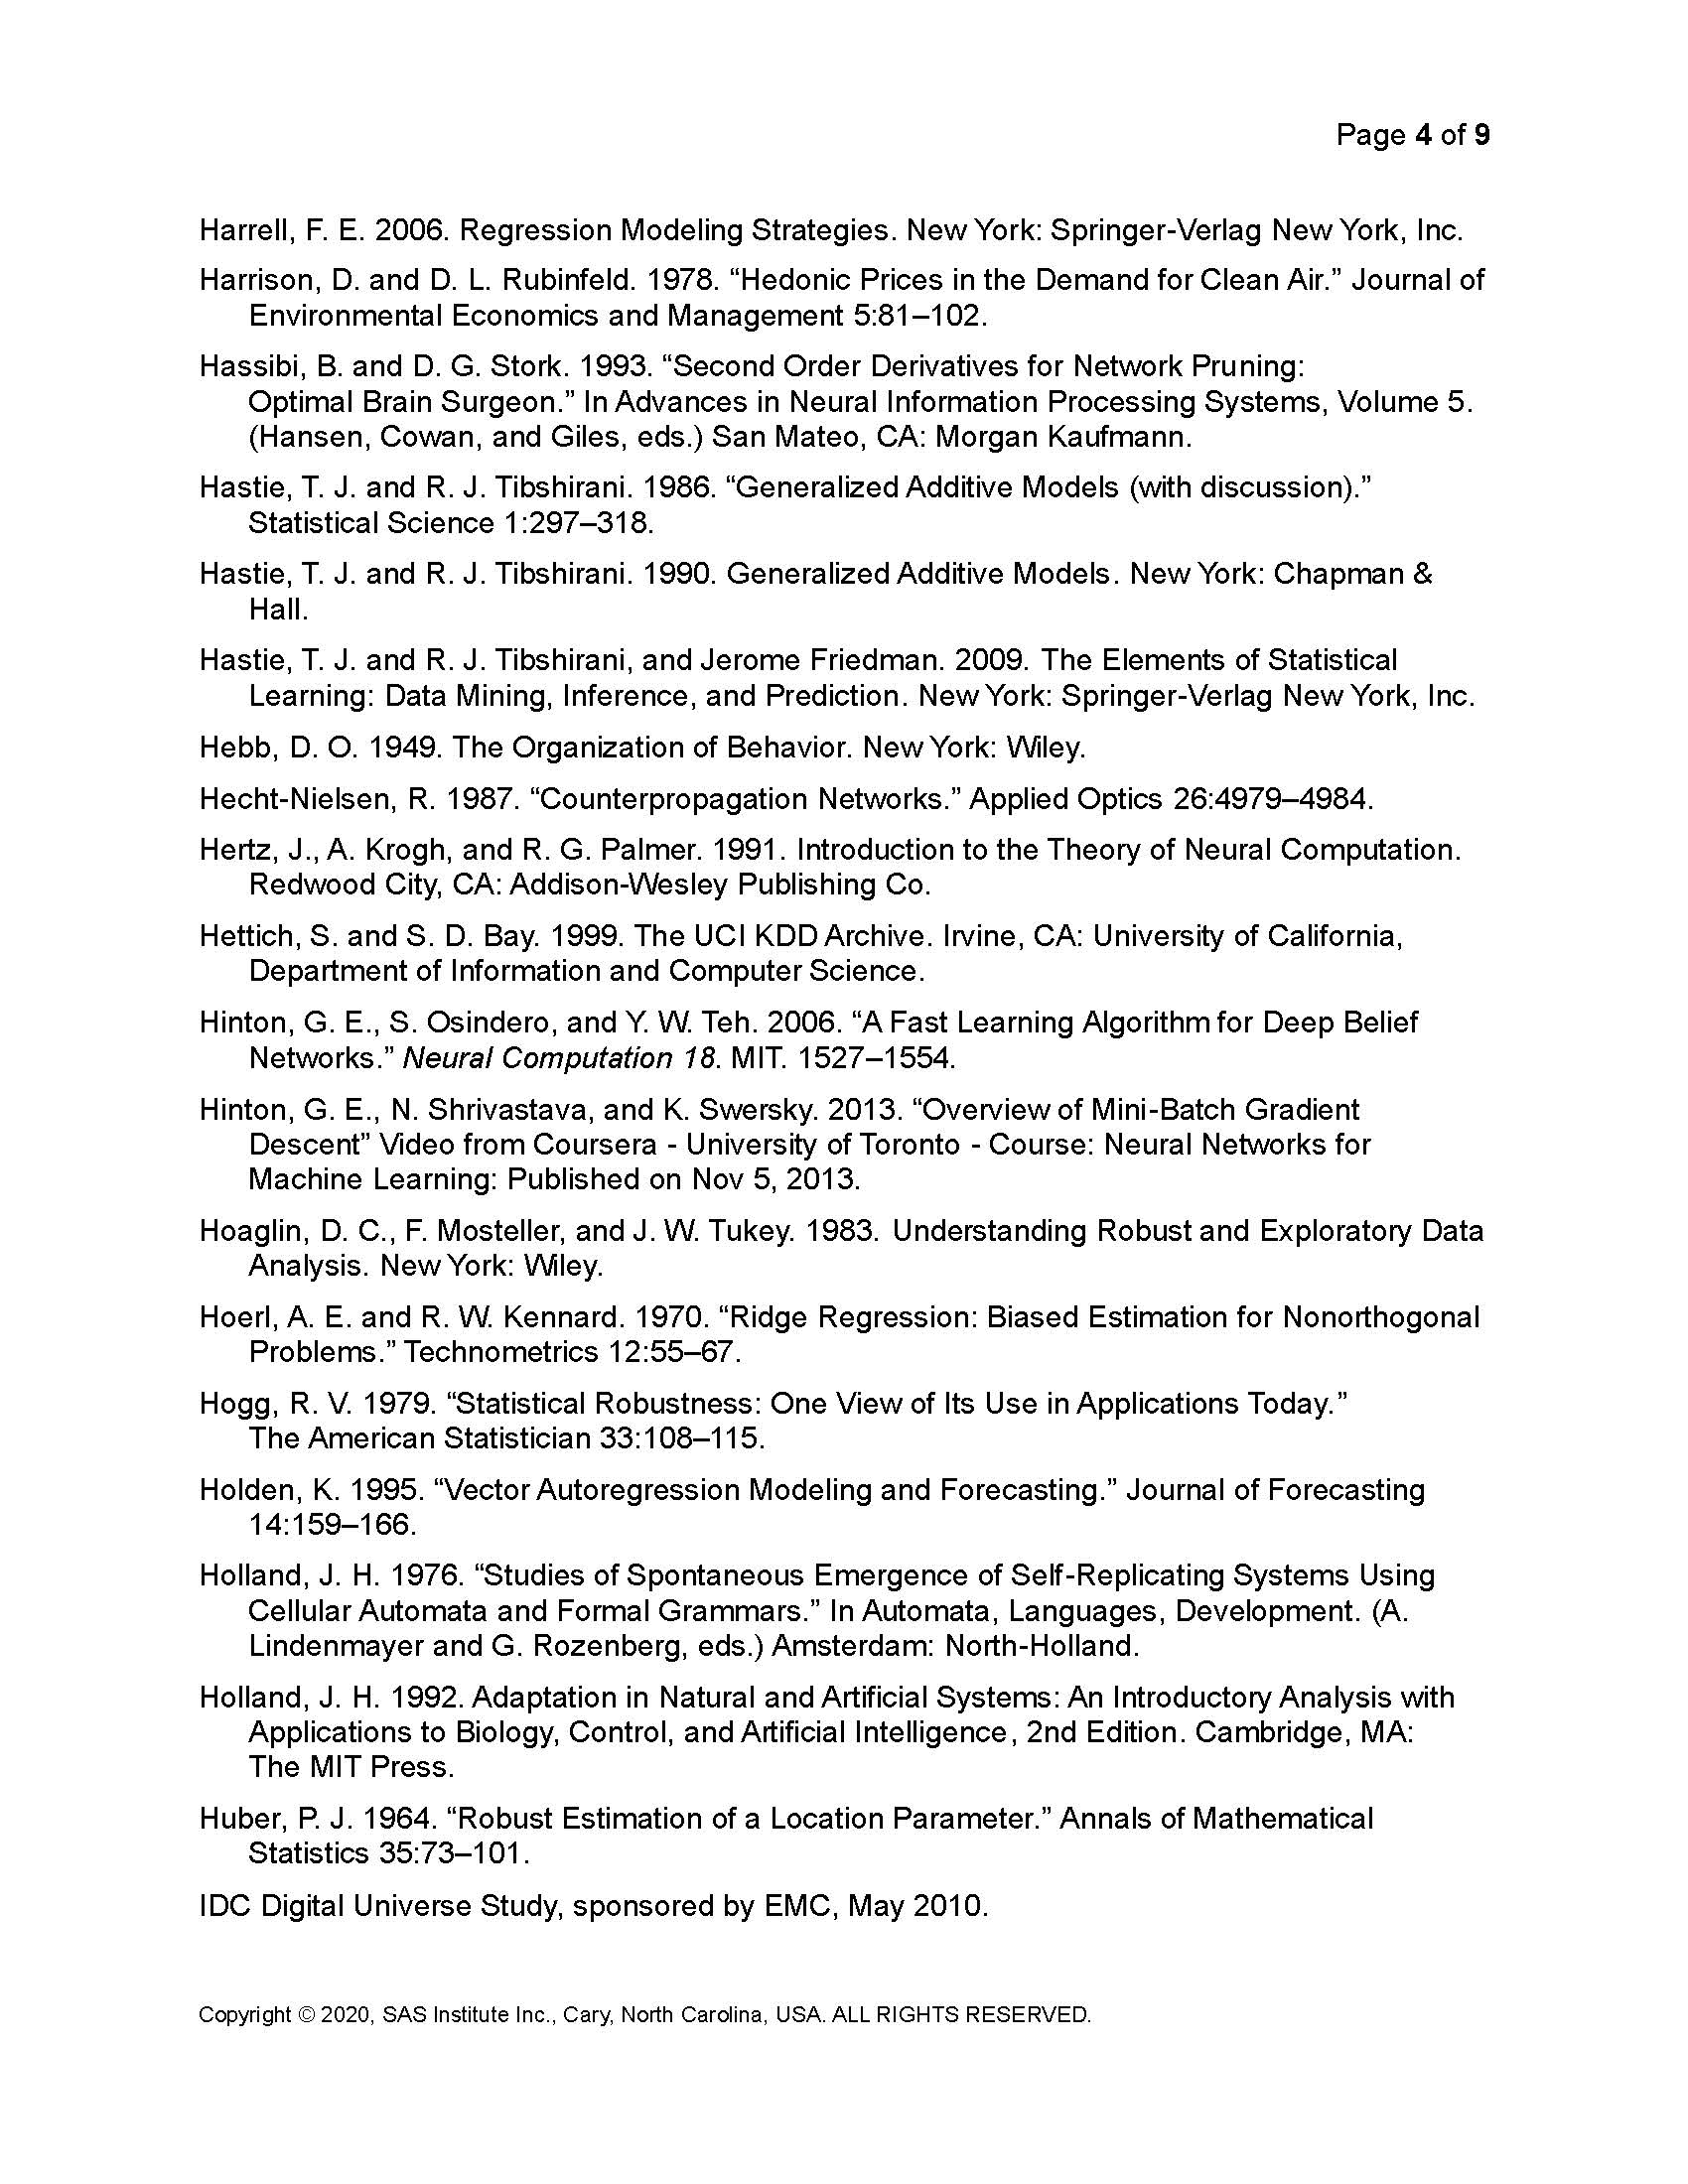 Page 4 of 9
Harrell, F. E. 2006. Regression Modeling Strategies. New York: Springer-Verlag New York, Inc.
Harrison, D. and D. L. Rubinfeld. 1978. “Hedonic Prices in the Demand for Clean Air.” Journal of
Environmental Economics and Management 5:81–102.
Hassibi, B. and D. G. Stork. 1993. “Second Order Derivatives for Network Pruning:
Optimal Brain Surgeon.” In Advances in Neural Information Processing Systems, Volume 5.
(Hansen, Cowan, and Giles, eds.) San Mateo, CA: Morgan Kaufmann.
Hastie, T. J. and R. J. Tibshirani. 1986. “Generalized Additive Models (with discussion).”
Statistical Science 1:297–318.
Hastie, T. J. and R. J. Tibshirani. 1990. Generalized Additive Models. New York: Chapman &
Hall.
Hastie, T. J. and R. J. Tibshirani, and Jerome Friedman. 2009. The Elements of Statistical
Learning: Data Mining, Inference, and Prediction. New York: Springer-Verlag New York, Inc.
Hebb, D. O. 1949. The Organization of Behavior. New York: Wiley.
Hecht-Nielsen, R. 1987. “Counterpropagation Networks.” Applied Optics 26:4979–4984.
Hertz, J., A. Krogh, and R. G. Palmer. 1991. Introduction to the Theory of Neural Computation.
Redwood City, CA: Addison-Wesley Publishing Co.
Hettich, S. and S. D. Bay. 1999. The UCI KDD Archive. Irvine, CA: University of California,
Department of Information and Computer Science.
Hinton, G. E., S. Osindero, and Y. W. Teh. 2006. “A Fast Learning Algorithm for Deep Belief
Networks.” Neural Computation 18. MIT. 1527–1554.
Hinton, G. E., N. Shrivastava, and K. Swersky. 2013. “Overview of Mini-Batch Gradient
Descent” Video from Coursera - University of Toronto - Course: Neural Networks for
Machine Learning: Published on Nov 5, 2013.
Hoaglin, D. C., F. Mosteller, and J. W. Tukey. 1983. Understanding Robust and Exploratory Data
Analysis. New York: Wiley.
Hoerl, A. E. and R. W. Kennard. 1970. “Ridge Regression: Biased Estimation for Nonorthogonal
Problems.” Technometrics 12:55–67.
Hogg, R. V. 1979. “Statistical Robustness: One View of Its Use in Applications Today.”
The American Statistician 33:108–115.
Holden, K. 1995. “Vector Autoregression Modeling and Forecasting.” Journal of Forecasting
14:159–166.
Holland, J. H. 1976. “Studies of Spontaneous Emergence of Self-Replicating Systems Using
Cellular Automata and Formal Grammars.” In Automata, Languages, Development. (A.
Lindenmayer and G. Rozenberg, eds.) Amsterdam: North-Holland.
Holland, J. H. 1992. Adaptation in Natural and Artificial Systems: An Introductory Analysis with
Applications to Biology, Control, and Artificial Intelligence, 2nd Edition. Cambridge, MA:
The MIT Press.
Huber, P. J. 1964. “Robust Estimation of a Location Parameter.” Annals of Mathematical
Statistics 35:73–101.
IDC Digital Universe Study, sponsored by EMC, May 2010.
Copyright © 2020, SAS Institute Inc., Cary, North Carolina, USA. ALL RIGHTS RESERVED.